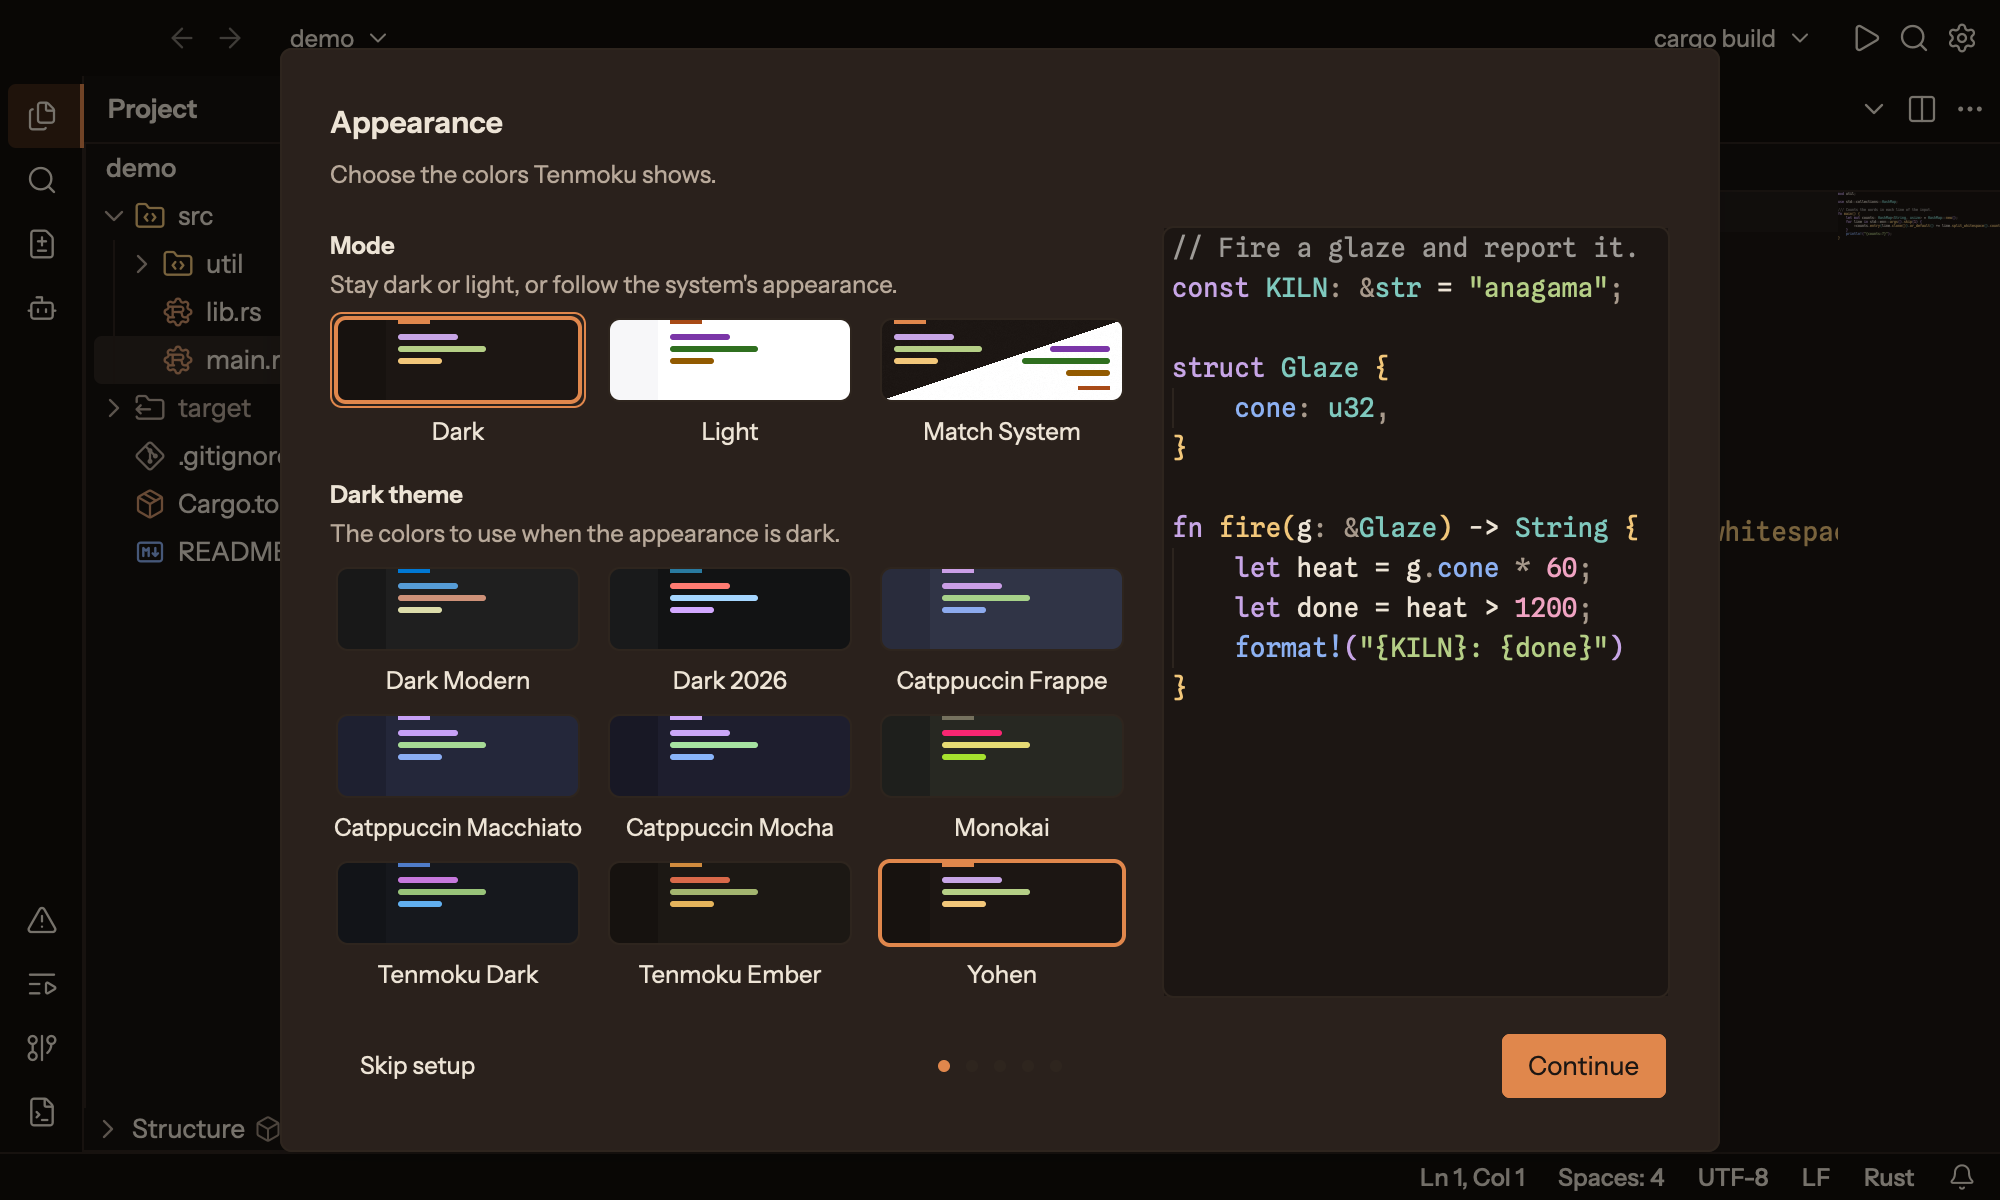 demo
cargo build
Project
demo
src
util
lib.rs
main.r
target
.gitignor
Cargo.to
README
Structure
Appearance
Choose the colors Tenmoku shows.
Mode
Stay dark or light, or follow the system's appearance.
Dark
Light
Match System
Dark theme
The colors to use when the appearance is dark.
Dark Modern
Dark 2026
Catppuccin Frappe
Catppuccin Macchiato
Catppuccin Mocha
Monokai
Tenmoku Dark
Tenmoku Ember
Yohen
// Fire a glaze and report it.
const KILN: &str = "anagama";
struct Glaze {
    cone: u32,
}
fn fire(g: &Glaze) -> String {
    let heat = g.cone * 60;
    let done = heat > 1200;
    format!("{KILN}: {done}")
}
Skip setup
Continue
Ln 1, Col 1
Spaces: 4
UTF-8
LF
Rust